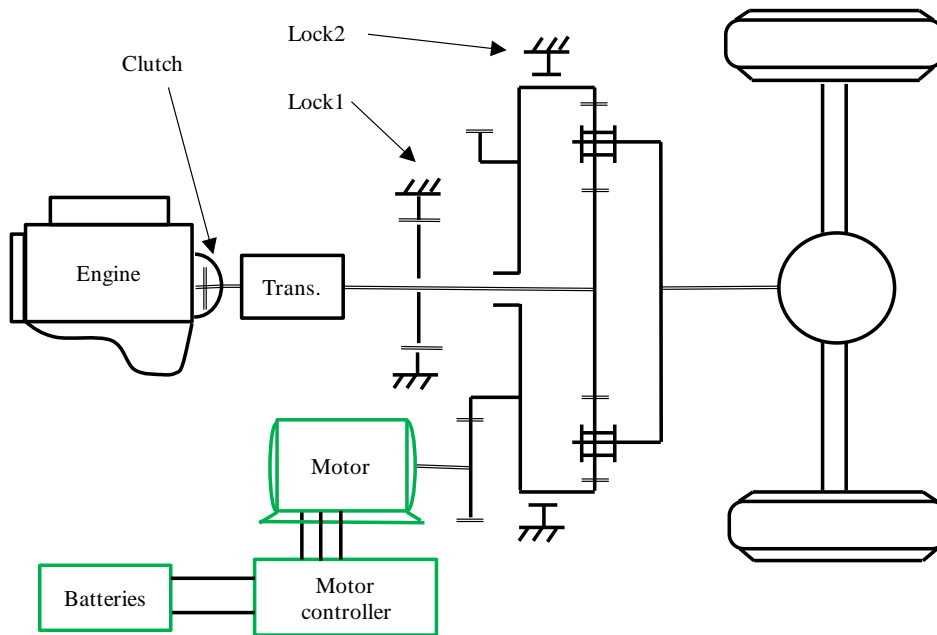 Lock2
Clutch
Lock1
Engine
Trans.
Motor
Batteries
Motor
controller